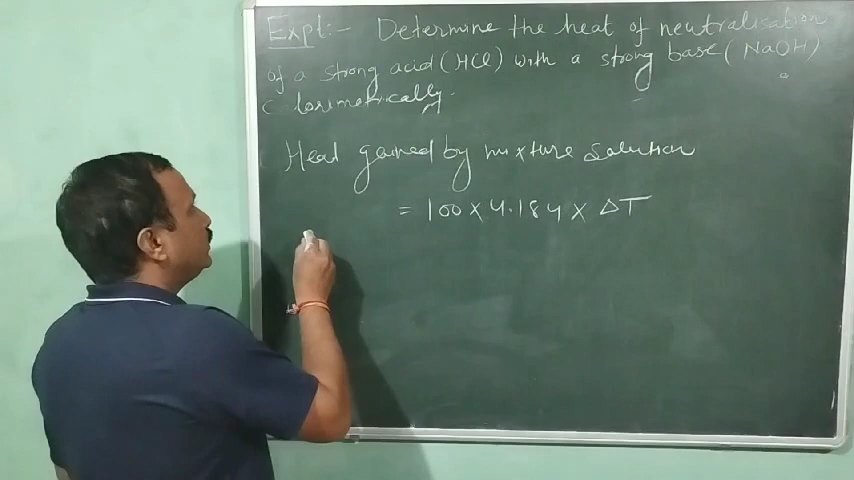 Expt:- Determine the heat of neutralisation
of a strong acid (HCl) with a strong base (NaOH)
c lorimetrically.
Heat gained by mixture solution
= 100 × 4.184 × ΔT